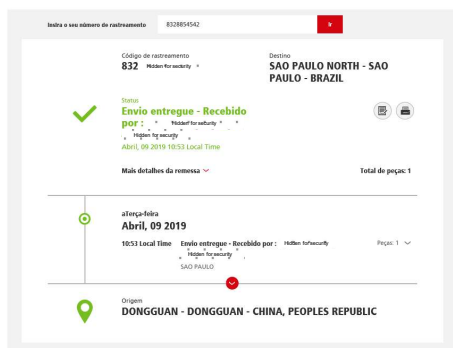 Insira o seu número de rastreamento 8328854542 Ir
Código de rastreamento
832 Hidden for security
Destino
SAO PAULO NORTH - SAO
PAULO - BRAZIL
Status
Envio entregue - Recebido
por : Hidden for security
Hidden for security
Abril, 09 2019 10:53 Local Time
Mais detalhes da remessa
Total de peças: 1
aTerça-feira
Abril, 09 2019
10:53 Local Time Envio entregue - Recebido por : Hidden for security Peças: 1
Hidden for security
SAO PAULO
Origem
DONGGUAN - DONGGUAN - CHINA, PEOPLES REPUBLIC